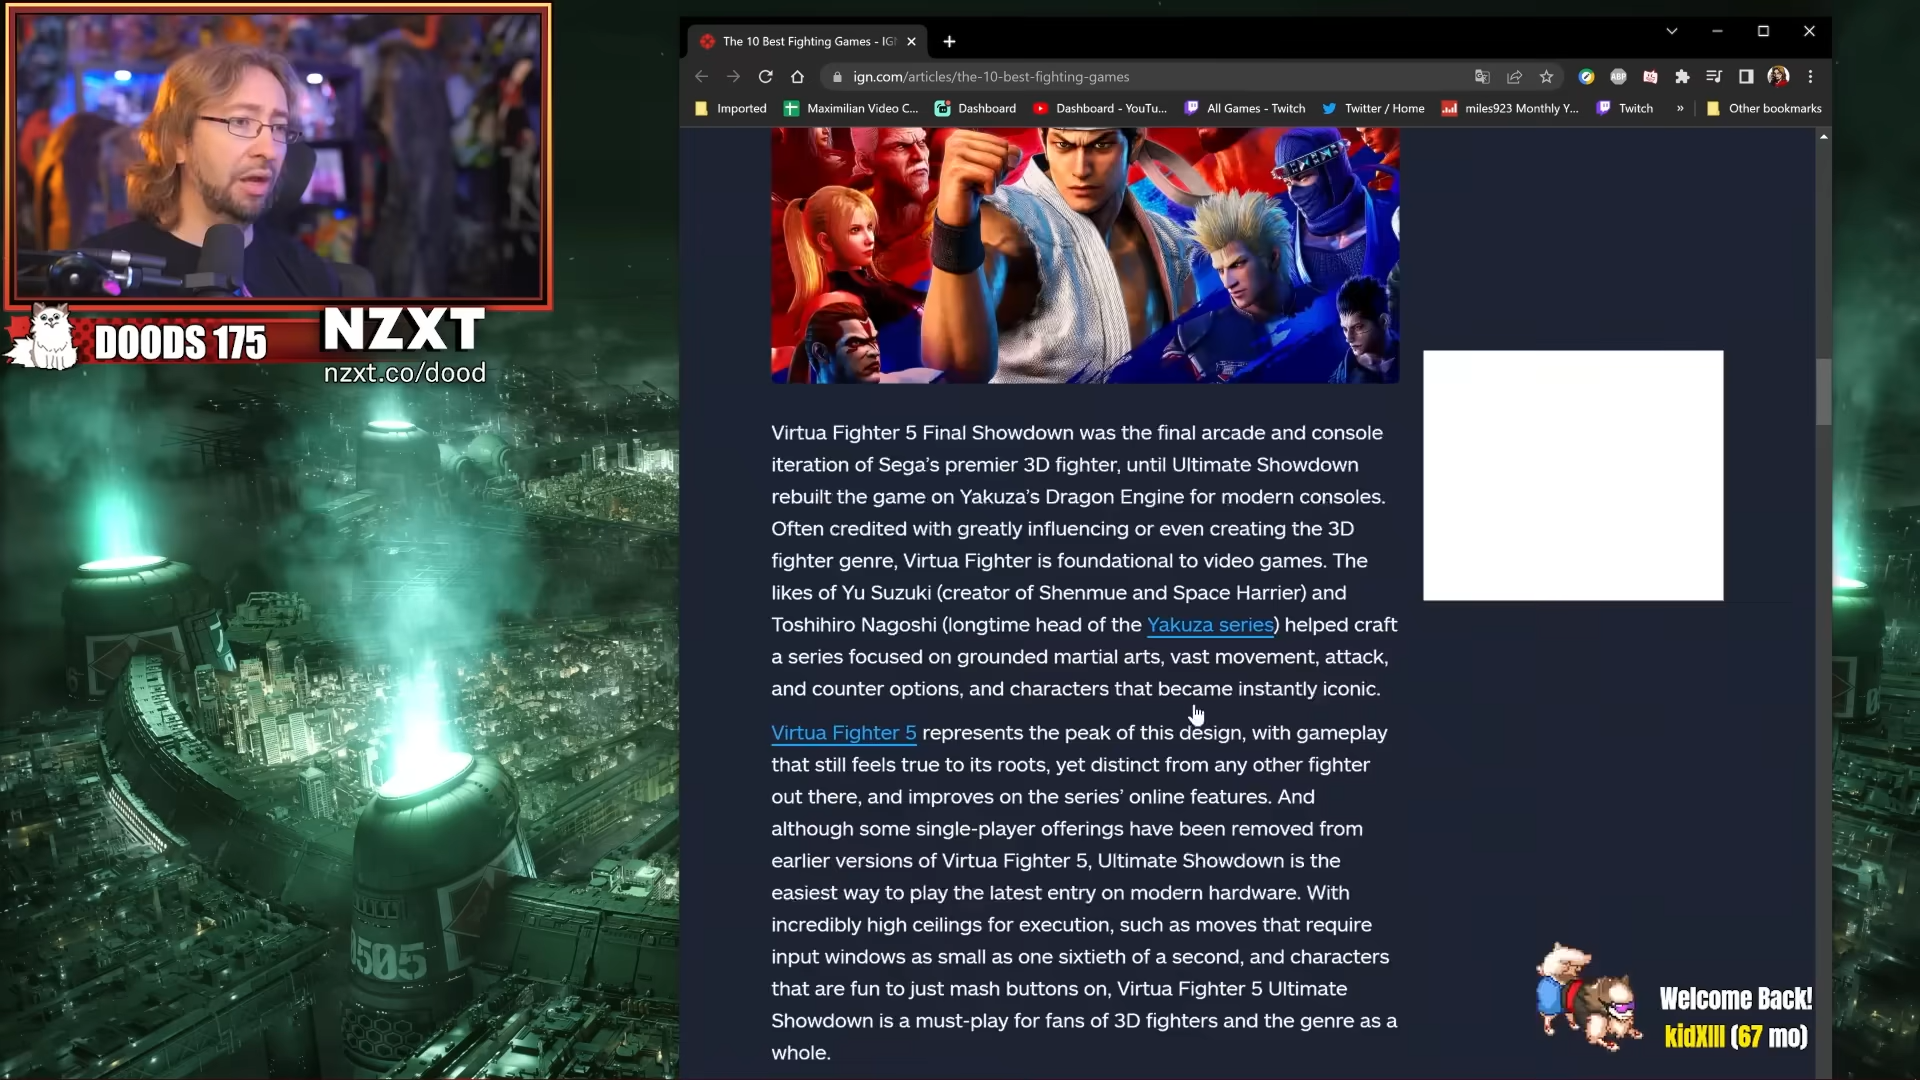 The 10 Best Fighting Games - IG
ign.com/articles/the-10-best-fighting-games
ABP
Imported
Maximilian Video C...
Dashboard
Dashboard - YouTu...
All Games - Twitch
Twitter / Home
miles923 Monthly Y...
Twitch
»
Other bookmarks
DOODS 175
NZXT
nzxt.co/dood
Virtua Fighter 5 Final Showdown was the final arcade and console
iteration of Sega's premier 3D fighter, until Ultimate Showdown
rebuilt the game on Yakuza's Dragon Engine for modern consoles.
Often credited with greatly influencing or even creating the 3D
fighter genre, Virtua Fighter is foundational to video games. The
likes of Yu Suzuki (creator of Shenmue and Space Harrier) and
Toshihiro Nagoshi (longtime head of the Yakuza series) helped craft
a series focused on grounded martial arts, vast movement, attack,
and counter options, and characters that became instantly iconic.
Virtua Fighter 5 represents the peak of this design, with gameplay
that still feels true to its roots, yet distinct from any other fighter
out there, and improves on the series' online features. And
although some single-player offerings have been removed from
earlier versions of Virtua Fighter 5, Ultimate Showdown is the
easiest way to play the latest entry on modern hardware. With
incredibly high ceilings for execution, such as moves that require
input windows as small as one sixtieth of a second, and characters
that are fun to just mash buttons on, Virtua Fighter 5 Ultimate
Showdown is a must-play for fans of 3D fighters and the genre as a
whole.
Welcome Back!
kidXIII (67 mo)